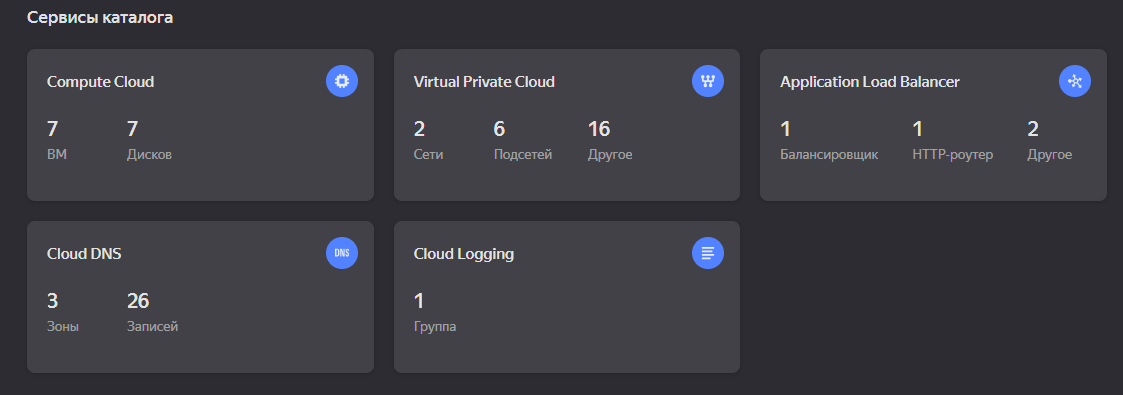 Сервисы каталога
Compute Cloud
7 7
ВМ Дисков
Virtual Private Cloud
2 6 16
Сети Подсетей Другое
Application Load Balancer
1 1 2
Балансировщик HTTP-роутер Другое
Cloud DNS
DNS
3 26
Зоны Записей
Cloud Logging
1
Группа